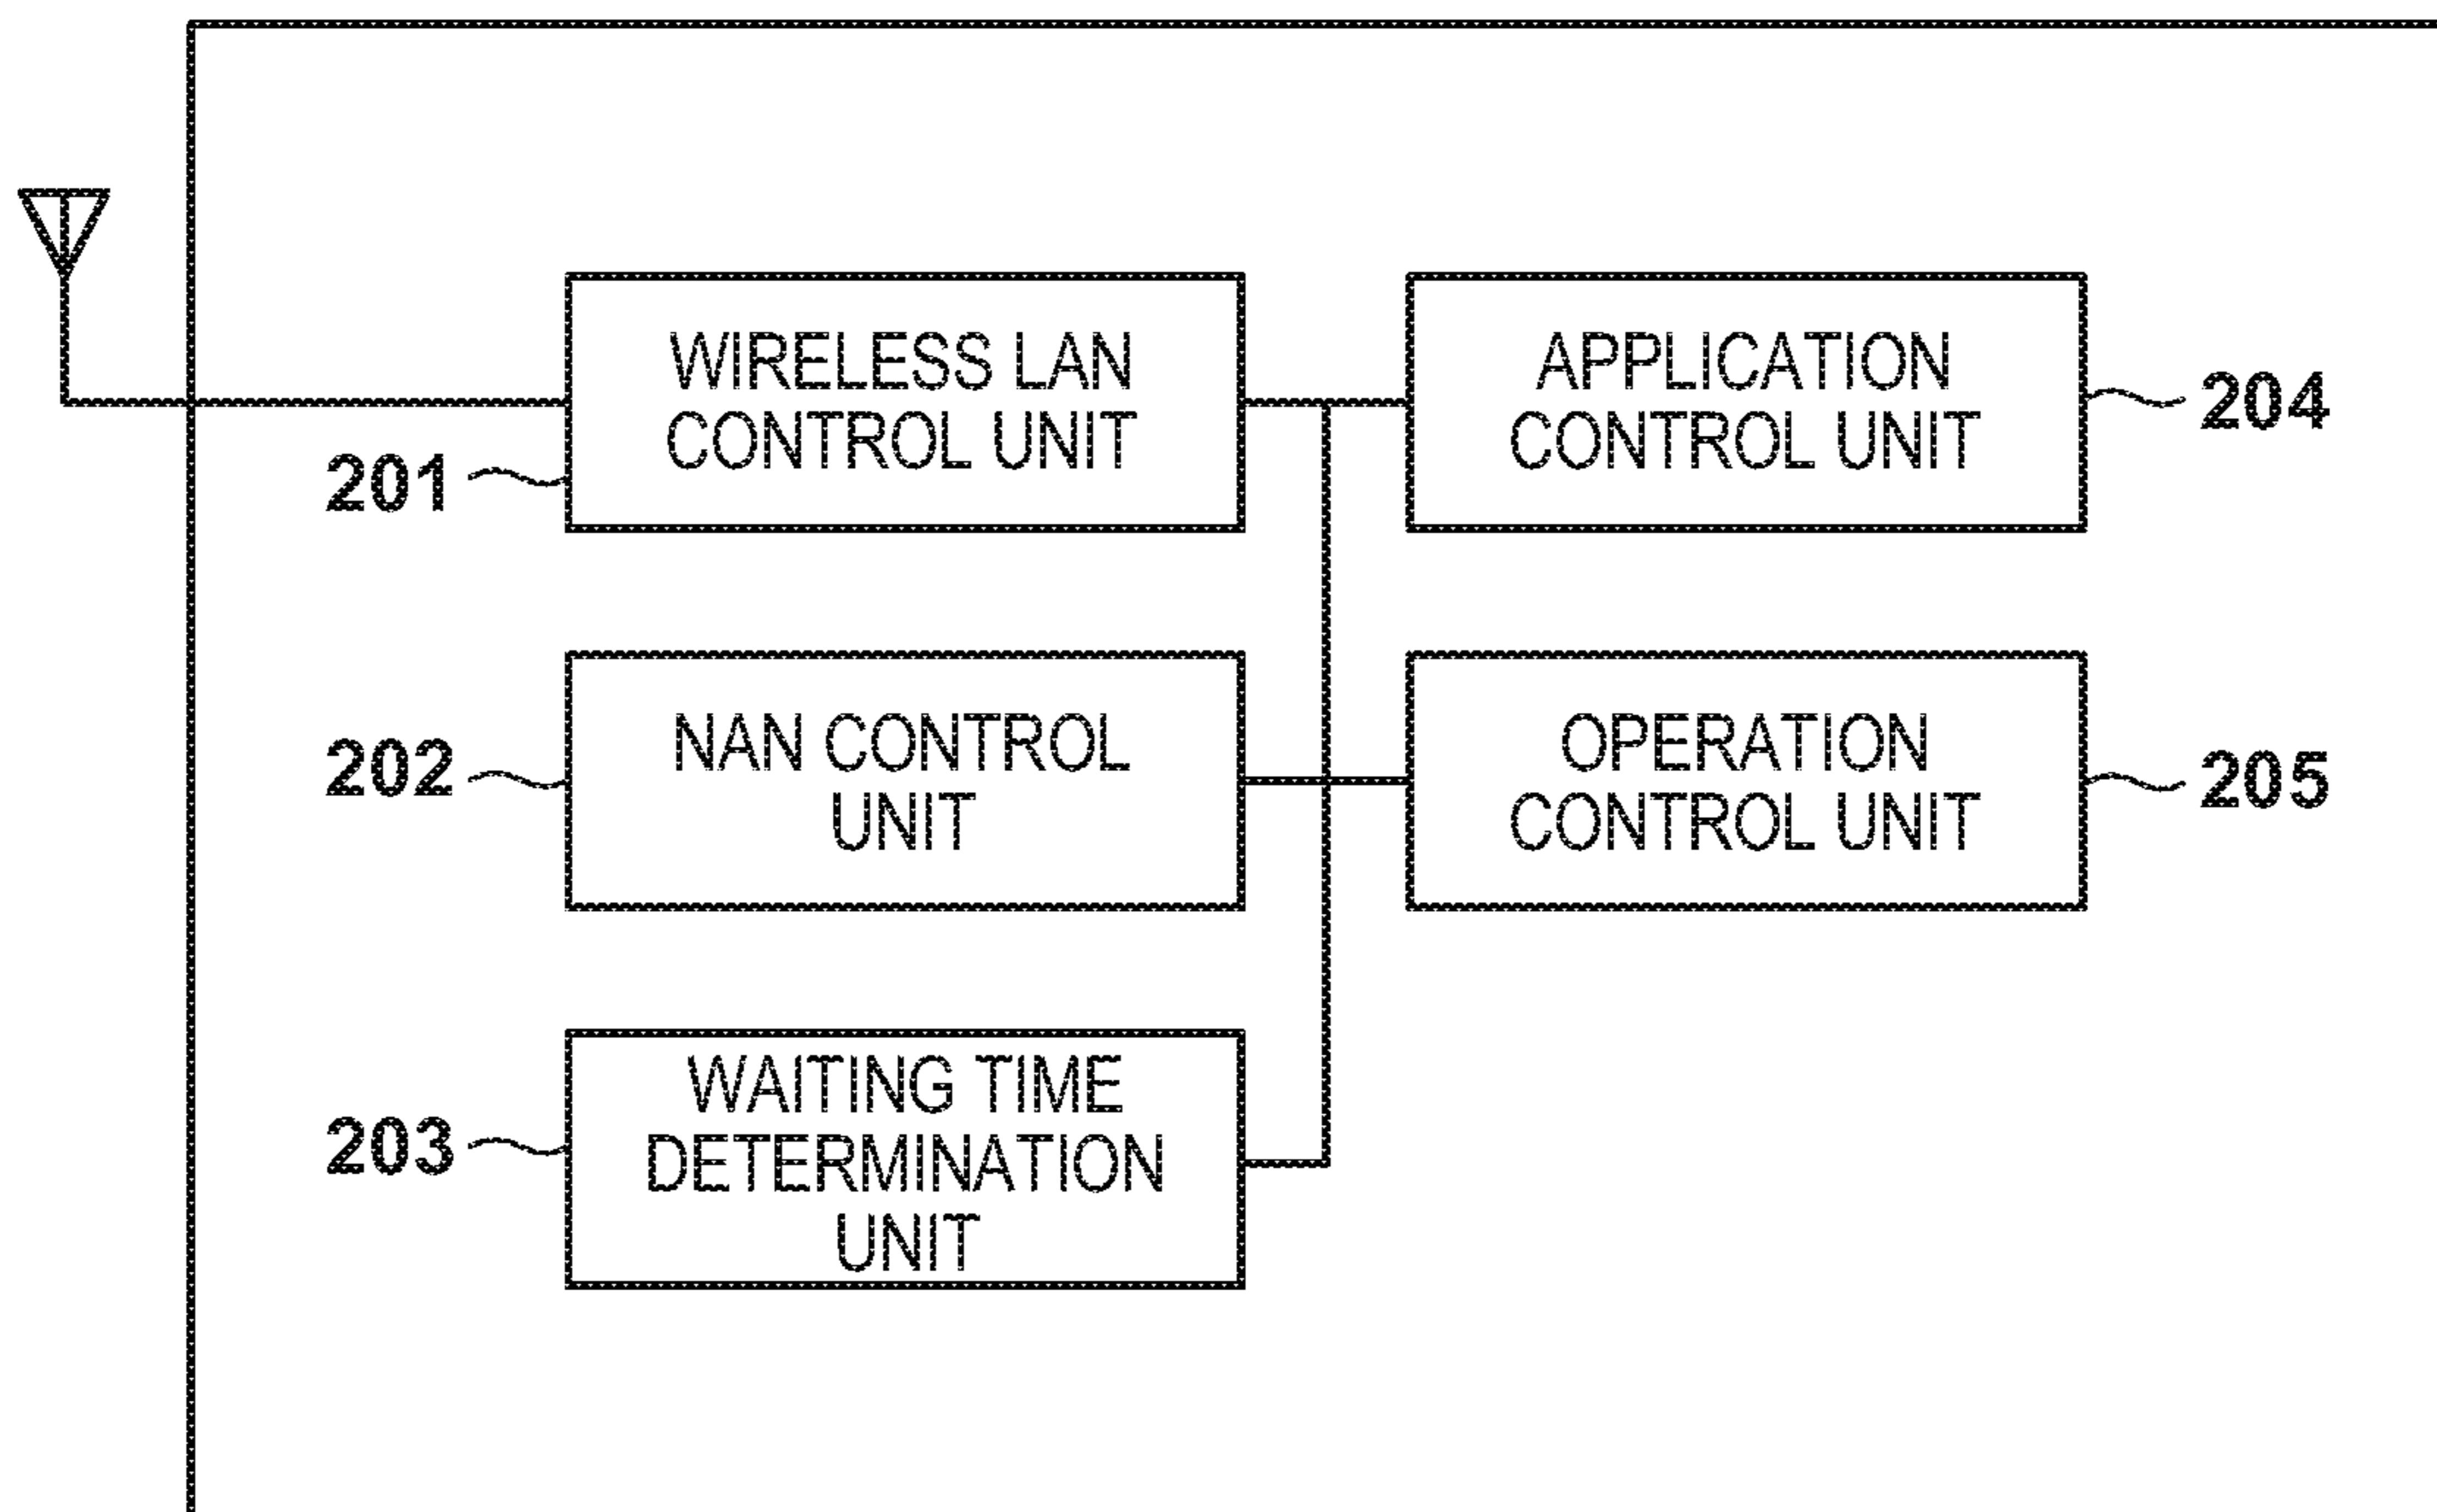 WIRELESS LAN
CONTROL UNIT
201
APPLICATION
CONTROL UNIT
204
NAN CONTROL
UNIT
202
OPERATION
CONTROL UNIT
205
WAITING TIME
DETERMINATION
UNIT
203